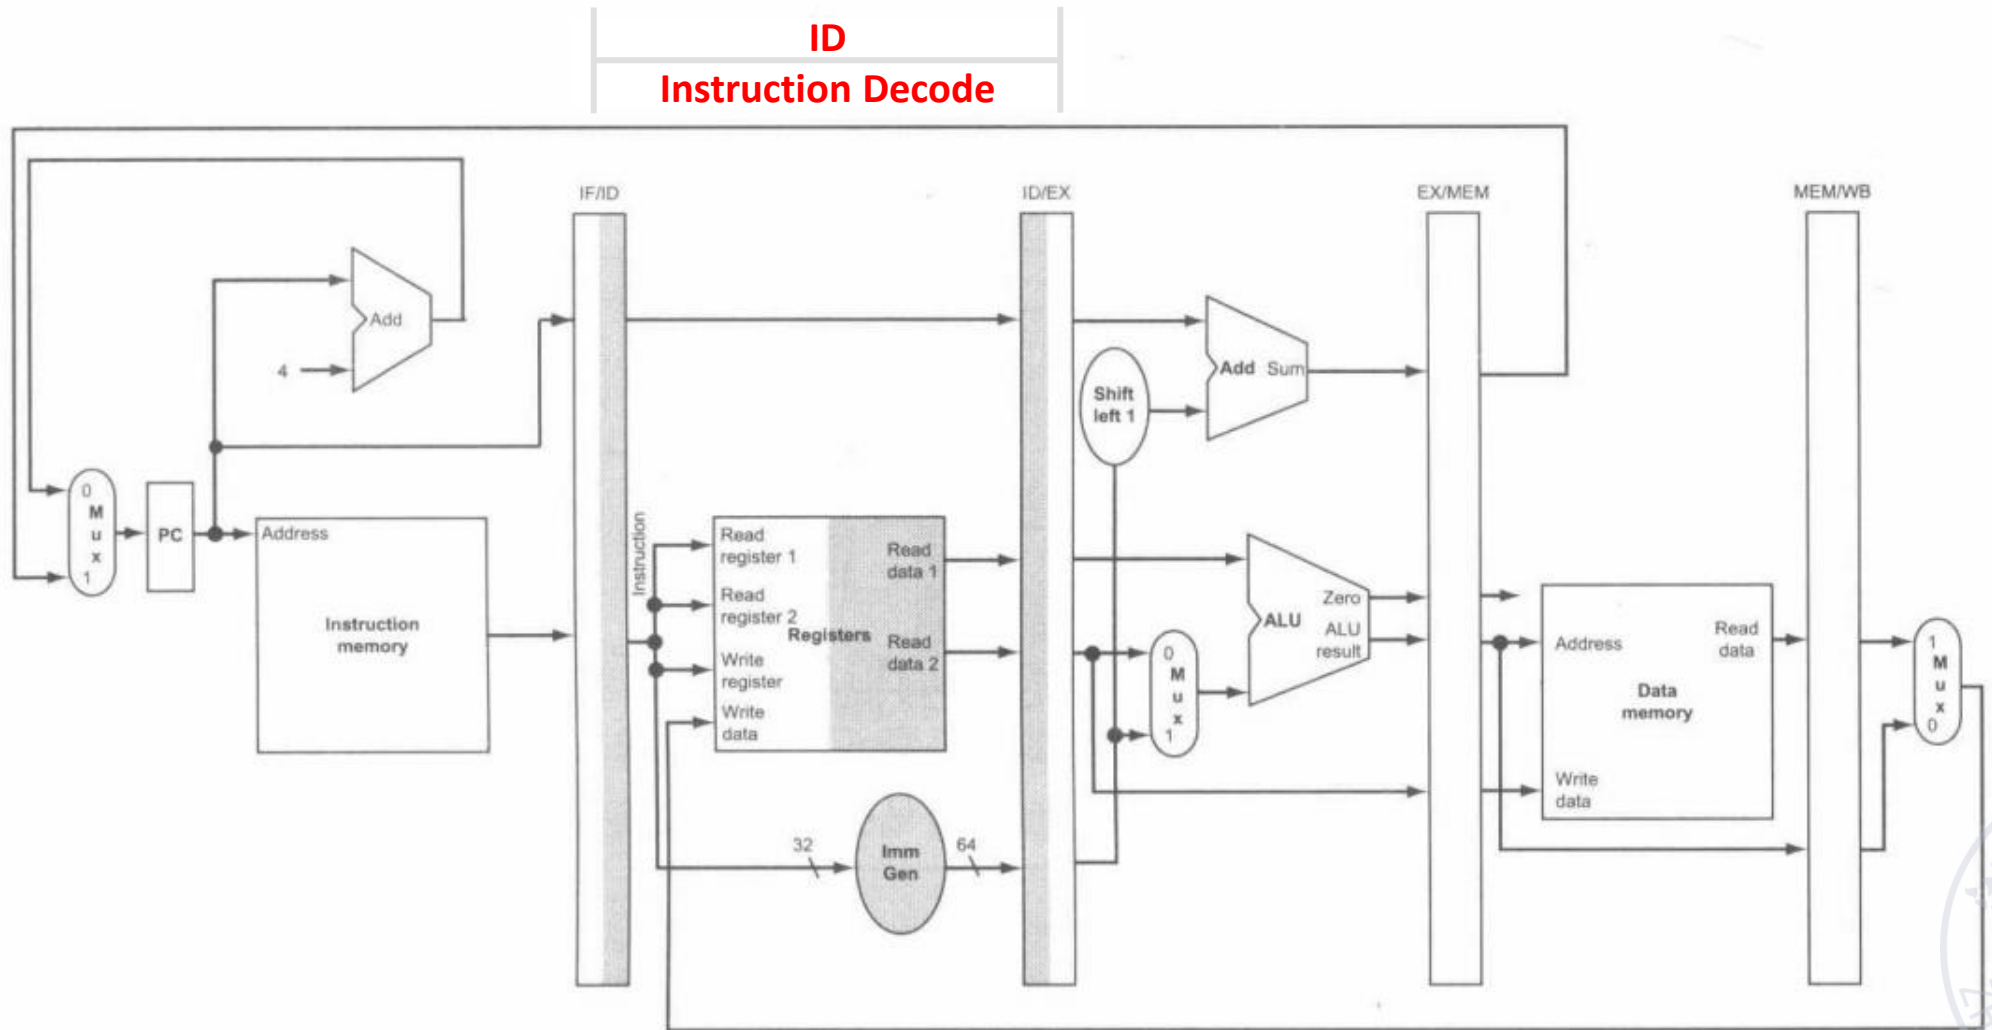 ID
Instruction Decode
IF/ID
ID/EX
EX/MEM
MEM/WB
Add
4
Add Sum
Shift
left 1
0
M
u
x
1
PC
Address
Instruction
memory
Instruction
Read
register 1
Read
register 2
Write
register
Write
data
Registers
Read
data 1
Read
data 2
32
Imm
Gen
64
0
M
u
x
1
Zero
ALU
ALU
result
Address
Read
data
Data
memory
Write
data
1
M
u
x
0